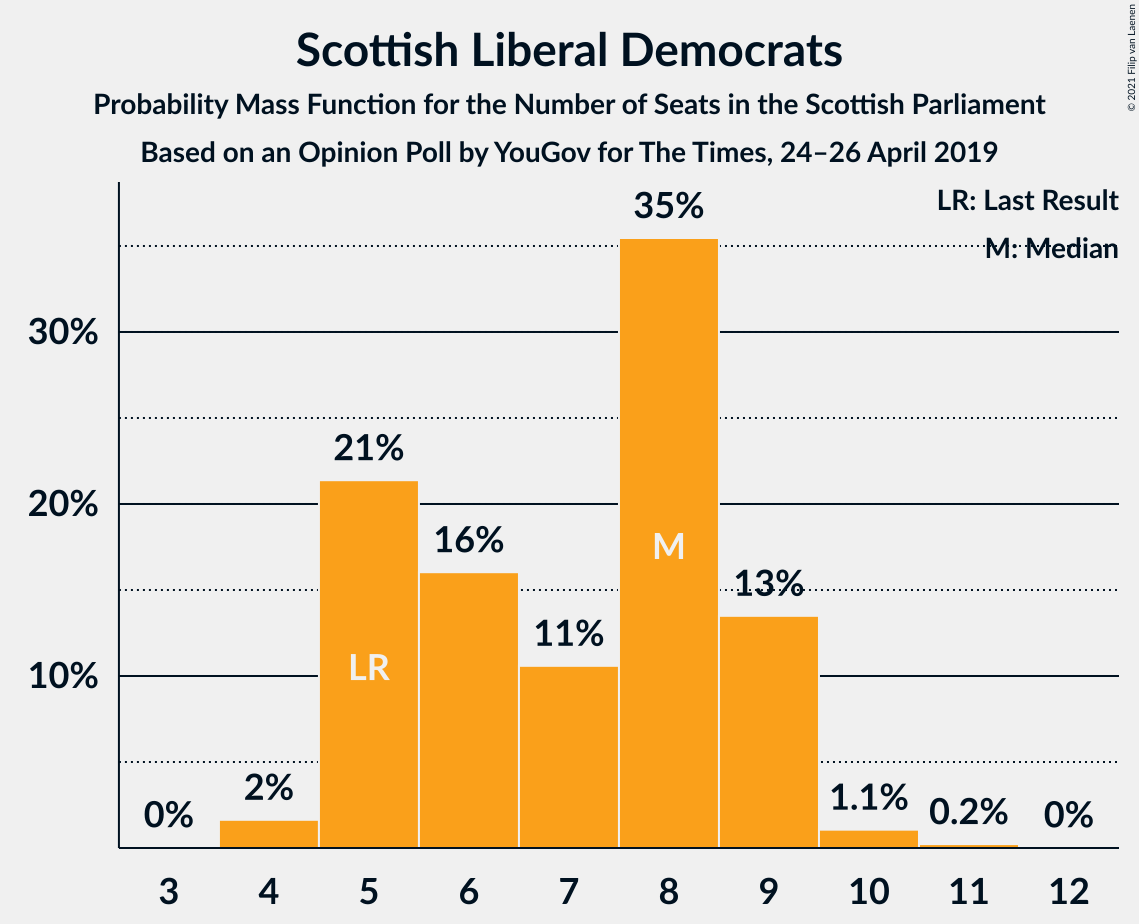 © 2021 Filip van Laenen
Scottish Liberal Democrats
Probability Mass Function for the Number of Seats in the Scottish Parliament
Based on an Opinion Poll by YouGov for The Times, 24–26 April 2019
LR: Last Result
M: Median
30%
20%
10%
0%
2%
21%
16%
11%
35%
13%
1.1%
0.2%
0%
LR
M
3 4 5 6 7 8 9 10 11 12